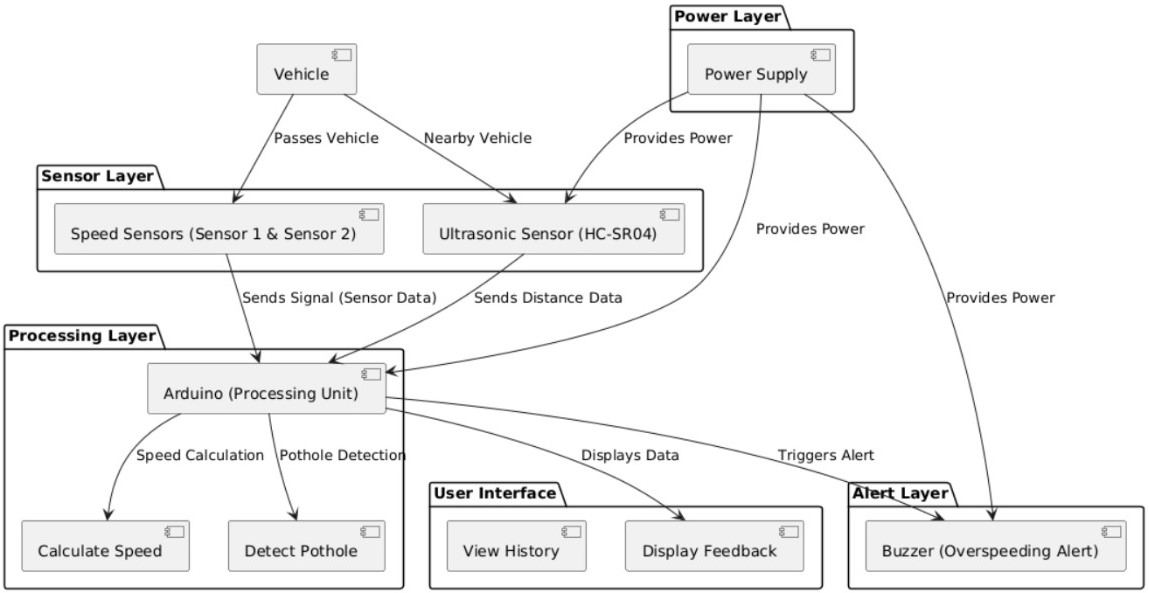 Power Layer
Vehicle
Power Supply
Passes Vehicle
Nearby Vehicle
Provides Power
Sensor Layer
Speed Sensors (Sensor 1 & Sensor 2)
Ultrasonic Sensor (HC-SR04)
Provides Power
Sends Signal (Sensor Data)
Sends Distance Data
Provides Power
Processing Layer
Arduino (Processing Unit)
Speed Calculation
Pothole Detection
Displays Data
Triggers Alert
User Interface
Alert Layer
Calculate Speed
Detect Pothole
View History
Display Feedback
Buzzer (Overspeeding Alert)